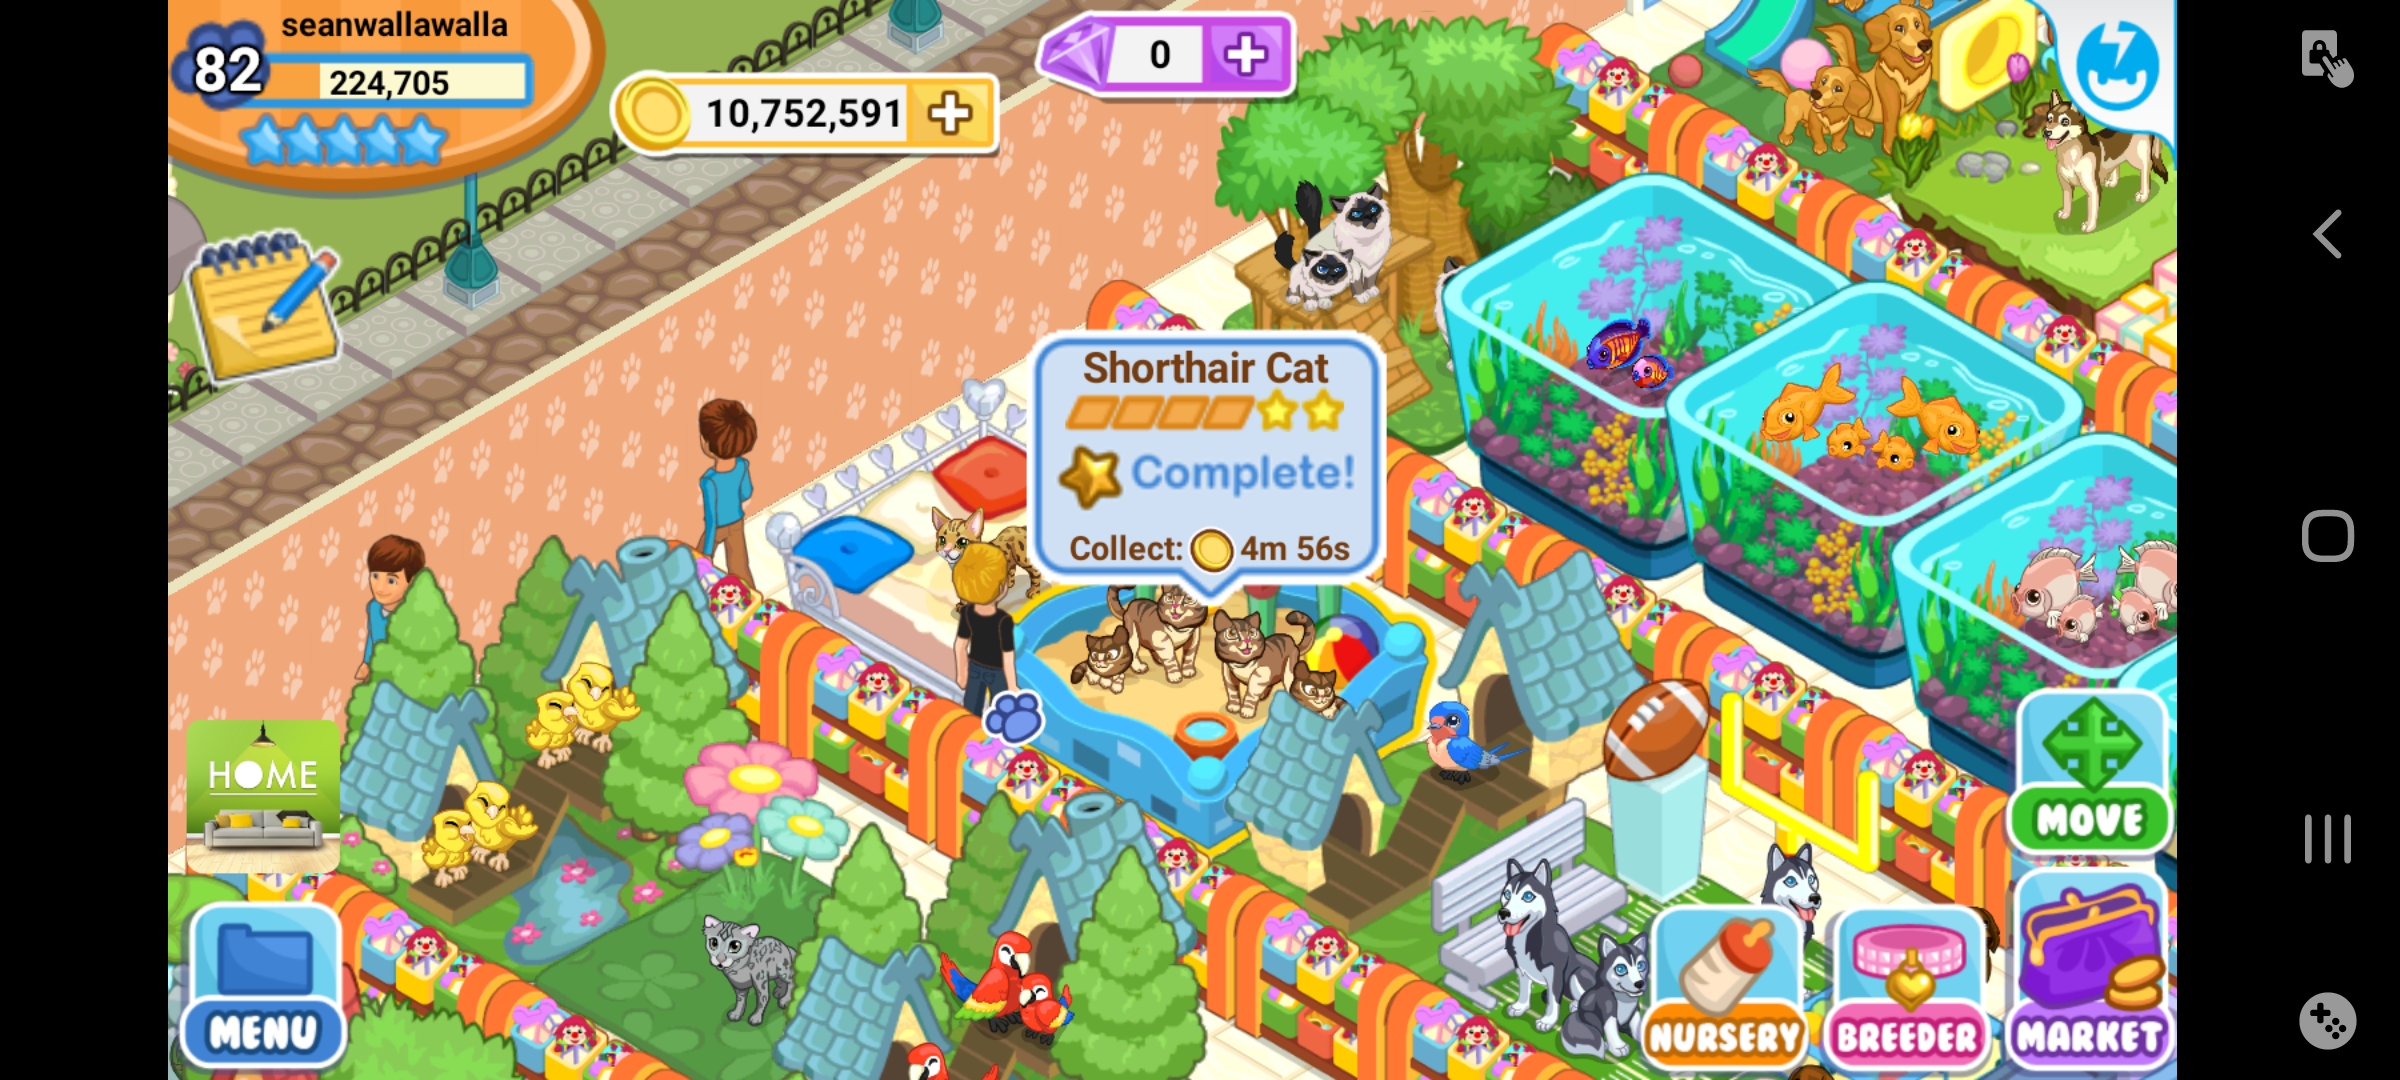 seanwallawalla
82
224,705
10,752,591
0
Shorthair Cat
Complete!
Collect: 4m 56s
HOME
MENU
MOVE
NURSERY
BREEDER
MARKET